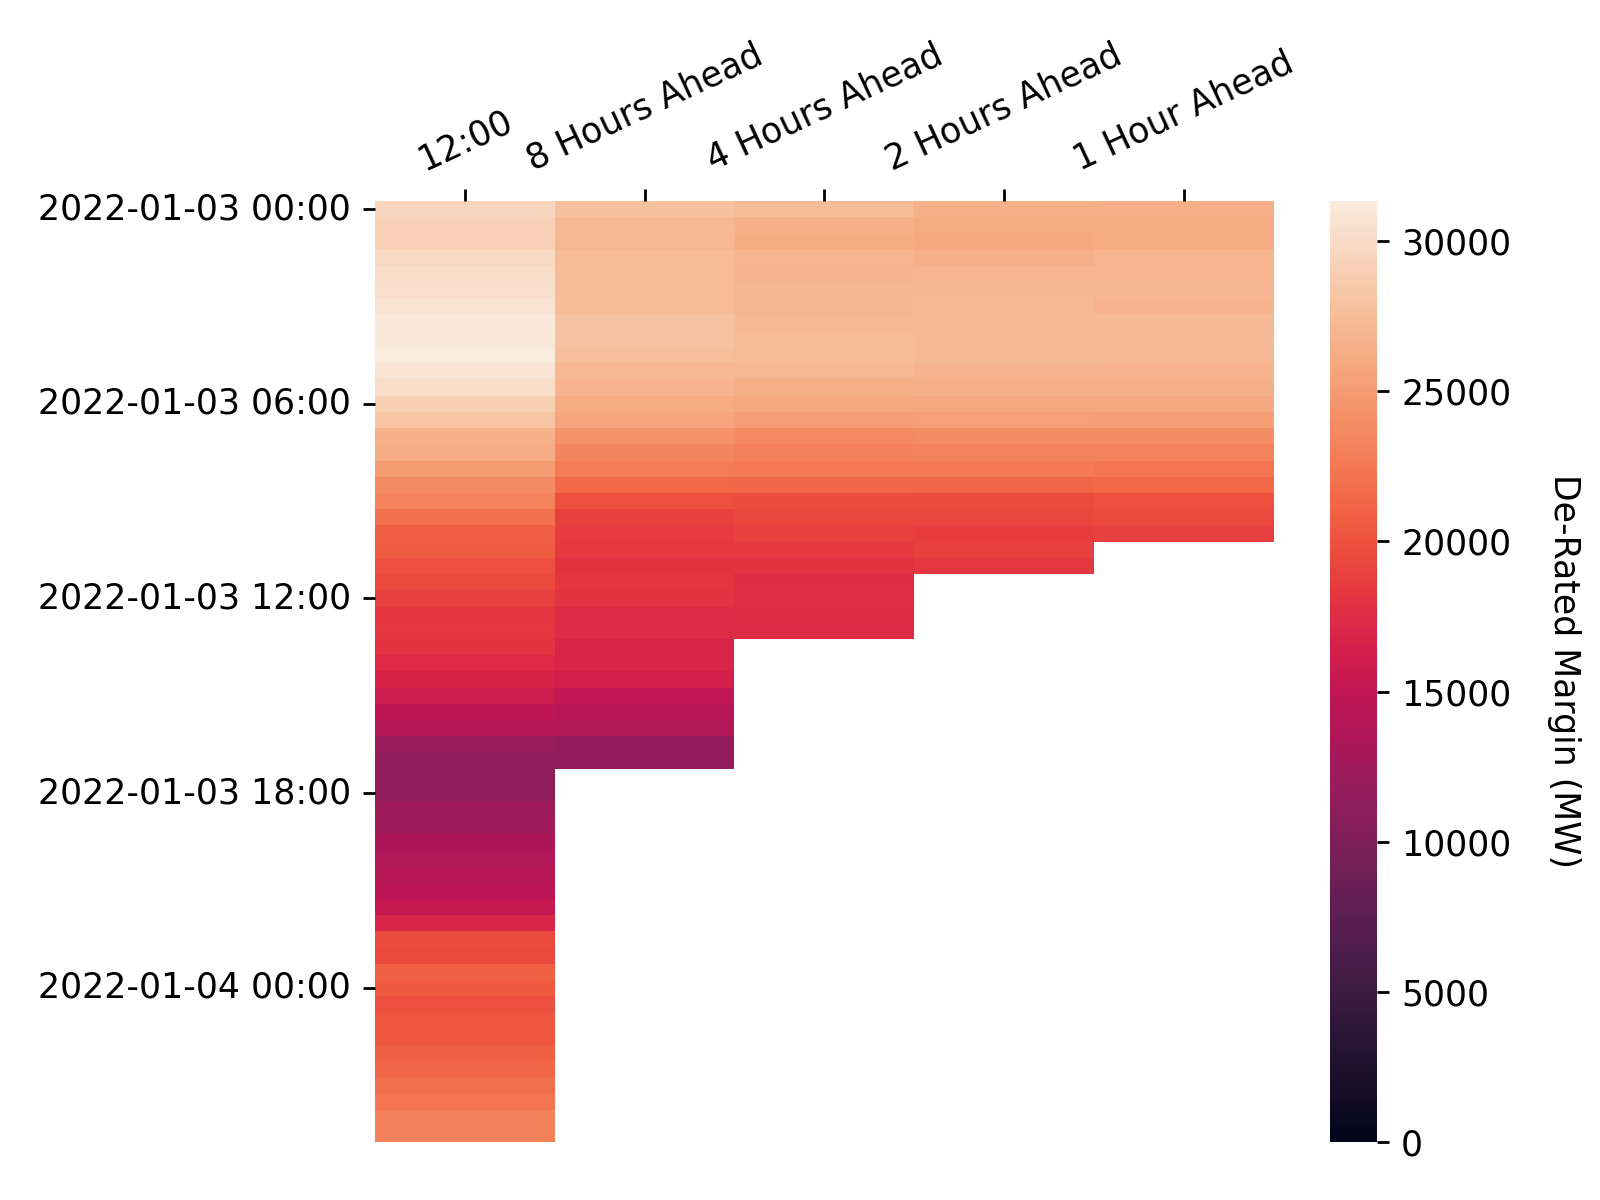 12:00
8 Hours Ahead
4 Hours Ahead
2 Hours Ahead
1 Hour Ahead
2022-01-03 00:00
2022-01-03 06:00
2022-01-03 12:00
2022-01-03 18:00
2022-01-04 00:00
30000
25000
20000
15000
10000
5000
0
De-Rated Margin (MW)